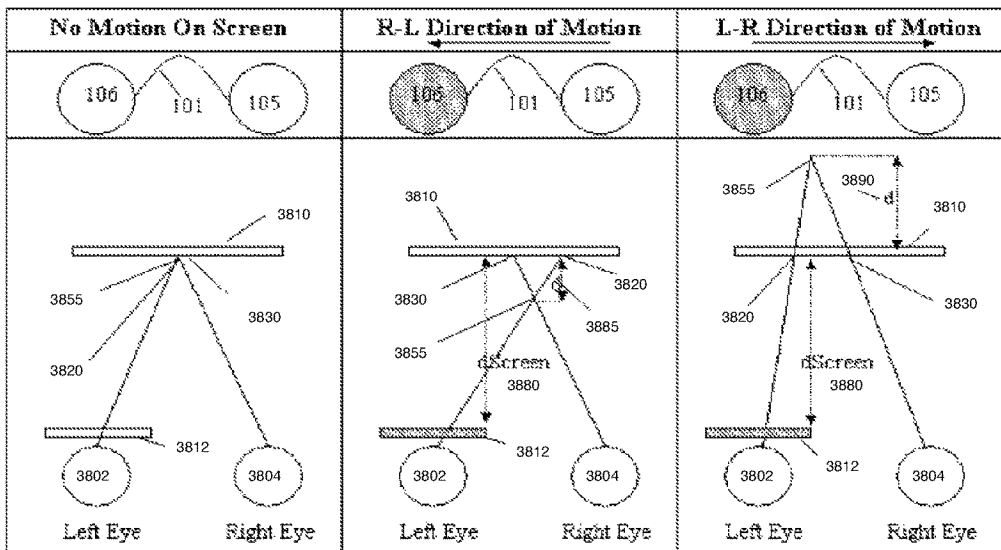 No Motion On Screen
R-L Direction of Motion
L-R Direction of Motion
106
101
105
106
101
105
106
101
105
3810
3855
3820
3830
3812
3802
3804
Left Eye
Right Eye
3810
3830
3855
d
3820
3885
dScreen
3880
3812
3802
3804
Left Eye
Right Eye
3855
3890
d
3810
3820
3830
dScreen
3880
3812
3802
3804
Left Eye
Right Eye